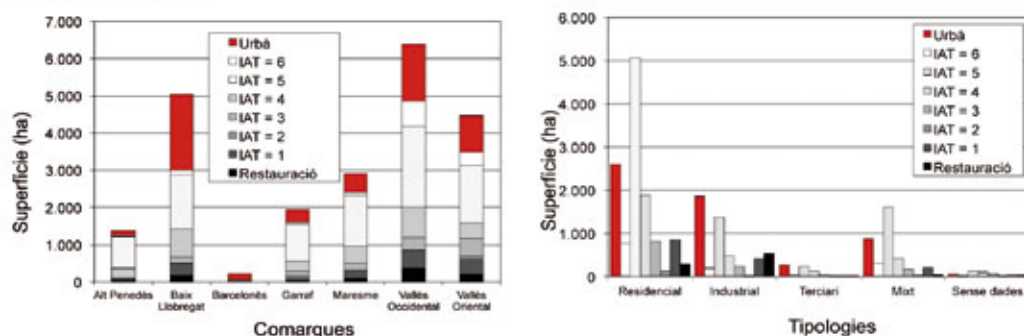 Superfície (ha)
7.000
6.000
5.000
4.000
3.000
2.000
1.000
0
Urbà
IAT = 6
IAT = 5
IAT = 4
IAT = 3
IAT = 2
IAT = 1
Restauració
Alt Penedès
Baix Llobregat
Barcelonès
Garraf
Maresme
Vallès Occidental
Vallès Oriental
Comarques
Superfície (ha)
6.000
5.000
4.000
3.000
2.000
1.000
0
Urbà
IAT = 6
IAT = 5
IAT = 4
IAT = 3
IAT = 2
IAT = 1
Restauració
Residencial
Industrial
Terciari
Mixt
Sense dades
Tipologies